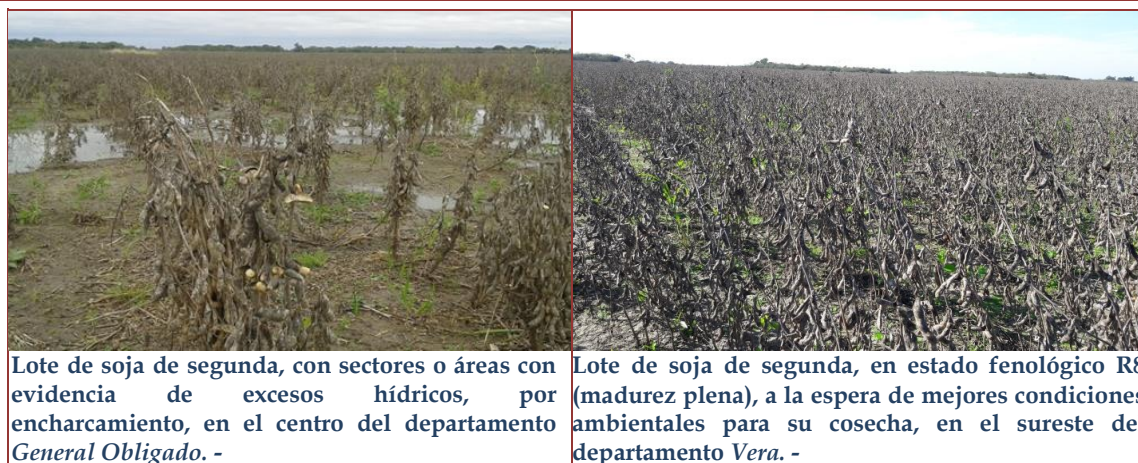 Lote de soja de segunda, con sectores o áreas con
evidencia de excesos hídricos, por
encharcamiento, en el centro del departamento
General Obligado. -
Lote de soja de segunda, en estado fenológico R8
(madurez plena), a la espera de mejores condiciones
ambientales para su cosecha, en el sureste de
departamento Vera. -